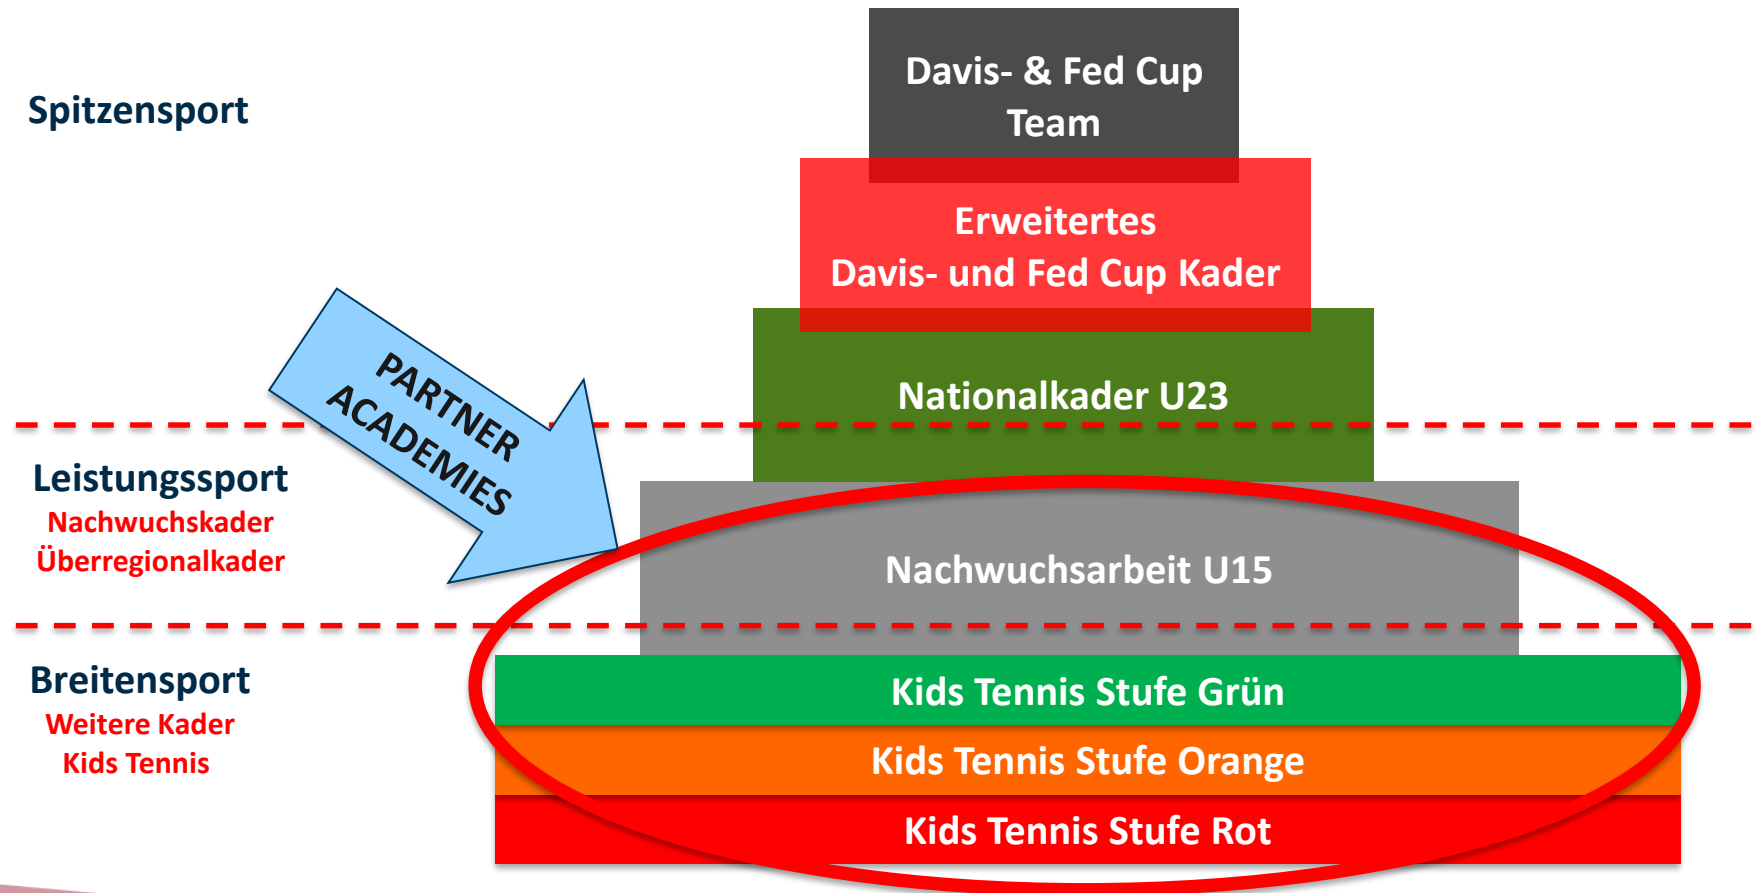 Davis- & Fed Cup
Team
Spitzensport
Erweitertes
Davis- und Fed Cup Kader
PARTNER
ACADEMIES
Nationalkader U23
Leistungssport
Nachwuchskader
Überregionalkader
Nachwuchsarbeit U15
Breitensport
Weitere Kader
Kids Tennis
Kids Tennis Stufe Grün
Kids Tennis Stufe Orange
Kids Tennis Stufe Rot